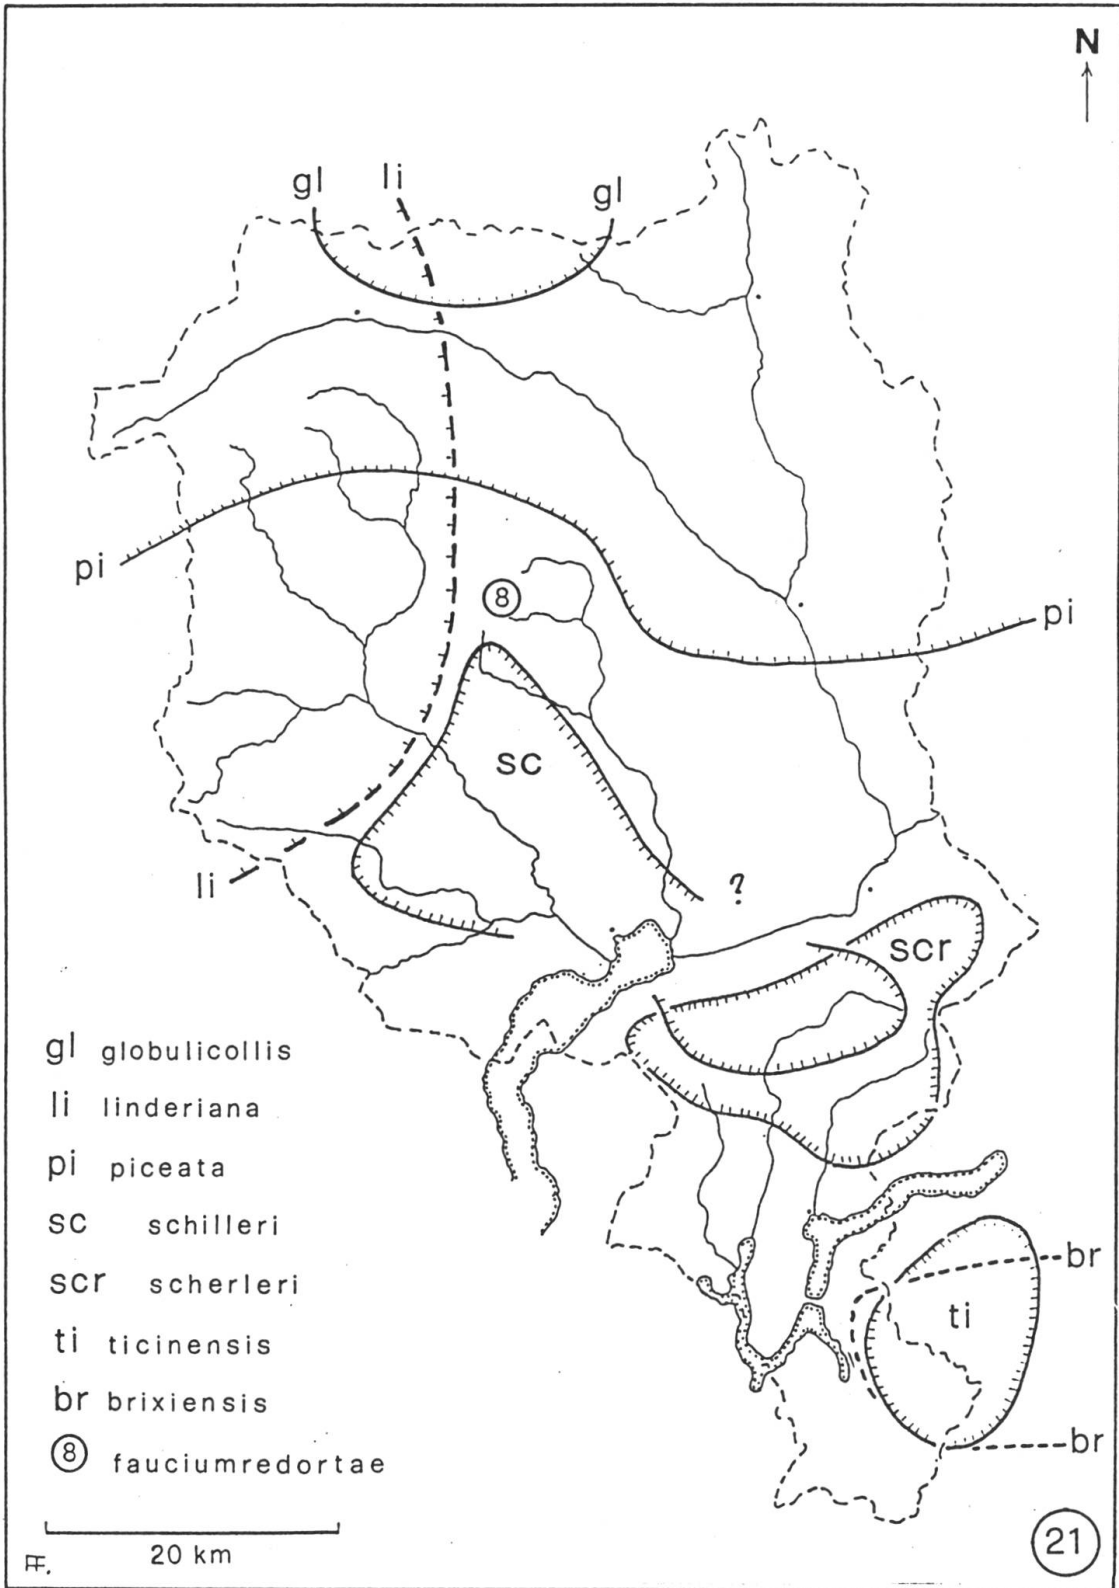 N
gl
li
gl
pi
8
pi
sc
li
?
scr
gl globulicollis
li linderiana
pi piceata
sc schilleri
scr scherleri
ti ticinensis
br brixiensis
8 fauciumredortae
br
ti
br
20 km
FF.
21